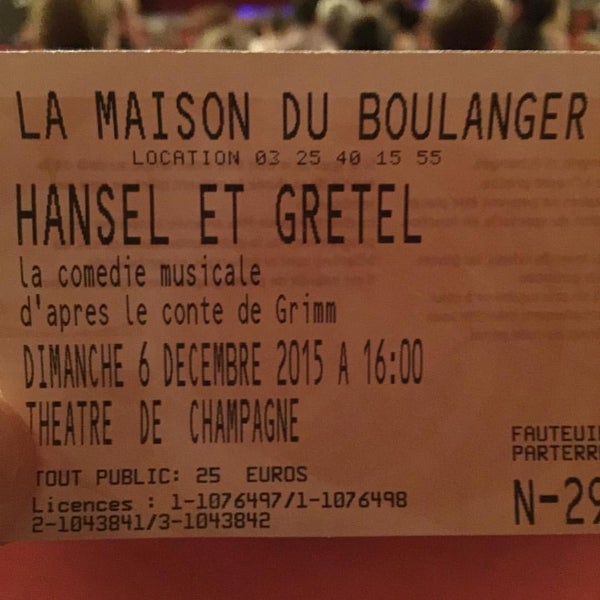 LA MAISON DU BOULANGER
LOCATION 03 25 40 15 55
HANSEL ET GRETEL
la comedie musicale
d'apres le conte de Grimm
DIMANCHE 6 DECEMBRE 2015 A 16:00
THEATRE DE CHAMPAGNE
TOUT PUBLIC: 25 EUROS
Licences : 1-1076497/1-1076498
2-1043841/3-1043842
FAUTEUI
PARTERRE
N-29